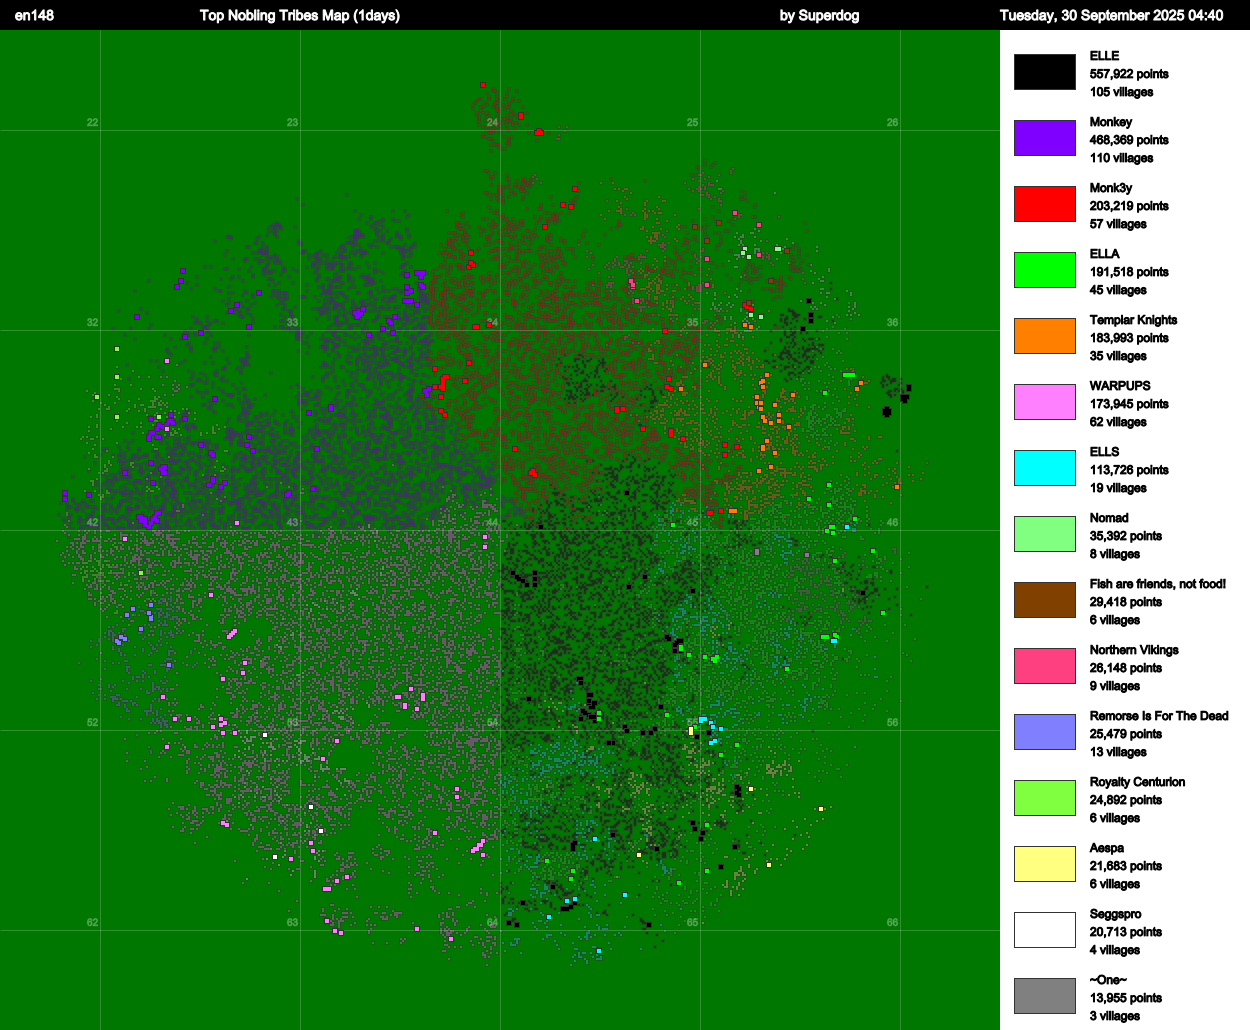 en148 Top Nobling Tribes Map (1days) by Superdog Tuesday, 30 September 2025 04:40
ELLE
557,922 points
105 villages
Monkey
468,369 points
110 villages
Monk3y
203,219 points
57 villages
ELLA
191,518 points
45 villages
Templar Knights
183,993 points
35 villages
WARPUPS
173,945 points
62 villages
ELLS
113,726 points
19 villages
Nomad
35,392 points
8 villages
Fish are friends, not food!
29,418 points
6 villages
Northern Vikings
26,148 points
9 villages
Remorse Is For The Dead
25,479 points
13 villages
Royalty Centurion
24,892 points
6 villages
Aespa
21,683 points
6 villages
Seggspro
20,713 points
4 villages
~One~
13,955 points
3 villages
22 23 24 25 26
32 33 34 35 36
42 43 44 45 46
52 53 54 55 56
62 63 64 65 66